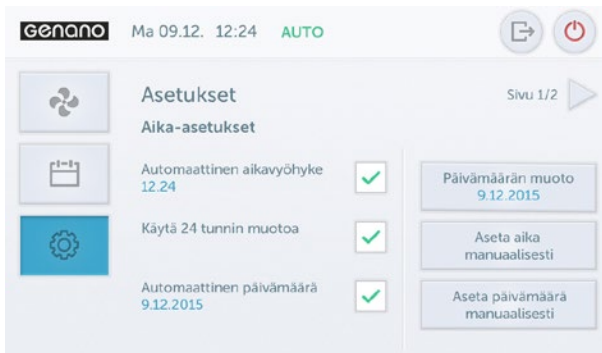 Genano
Ma 09.12. 12:24 AUTO
Asetukset
Sivu 1/2
Aika-asetukset
Automaattinen aikavyöhyke
12.24
Käytä 24 tunnin muotoa
Automaattinen päivämäärä
9.12.2015
Päivämäärän muoto
9.12.2015
Aseta aika
manuaalisesti
Aseta päivämäärä
manuaalisesti